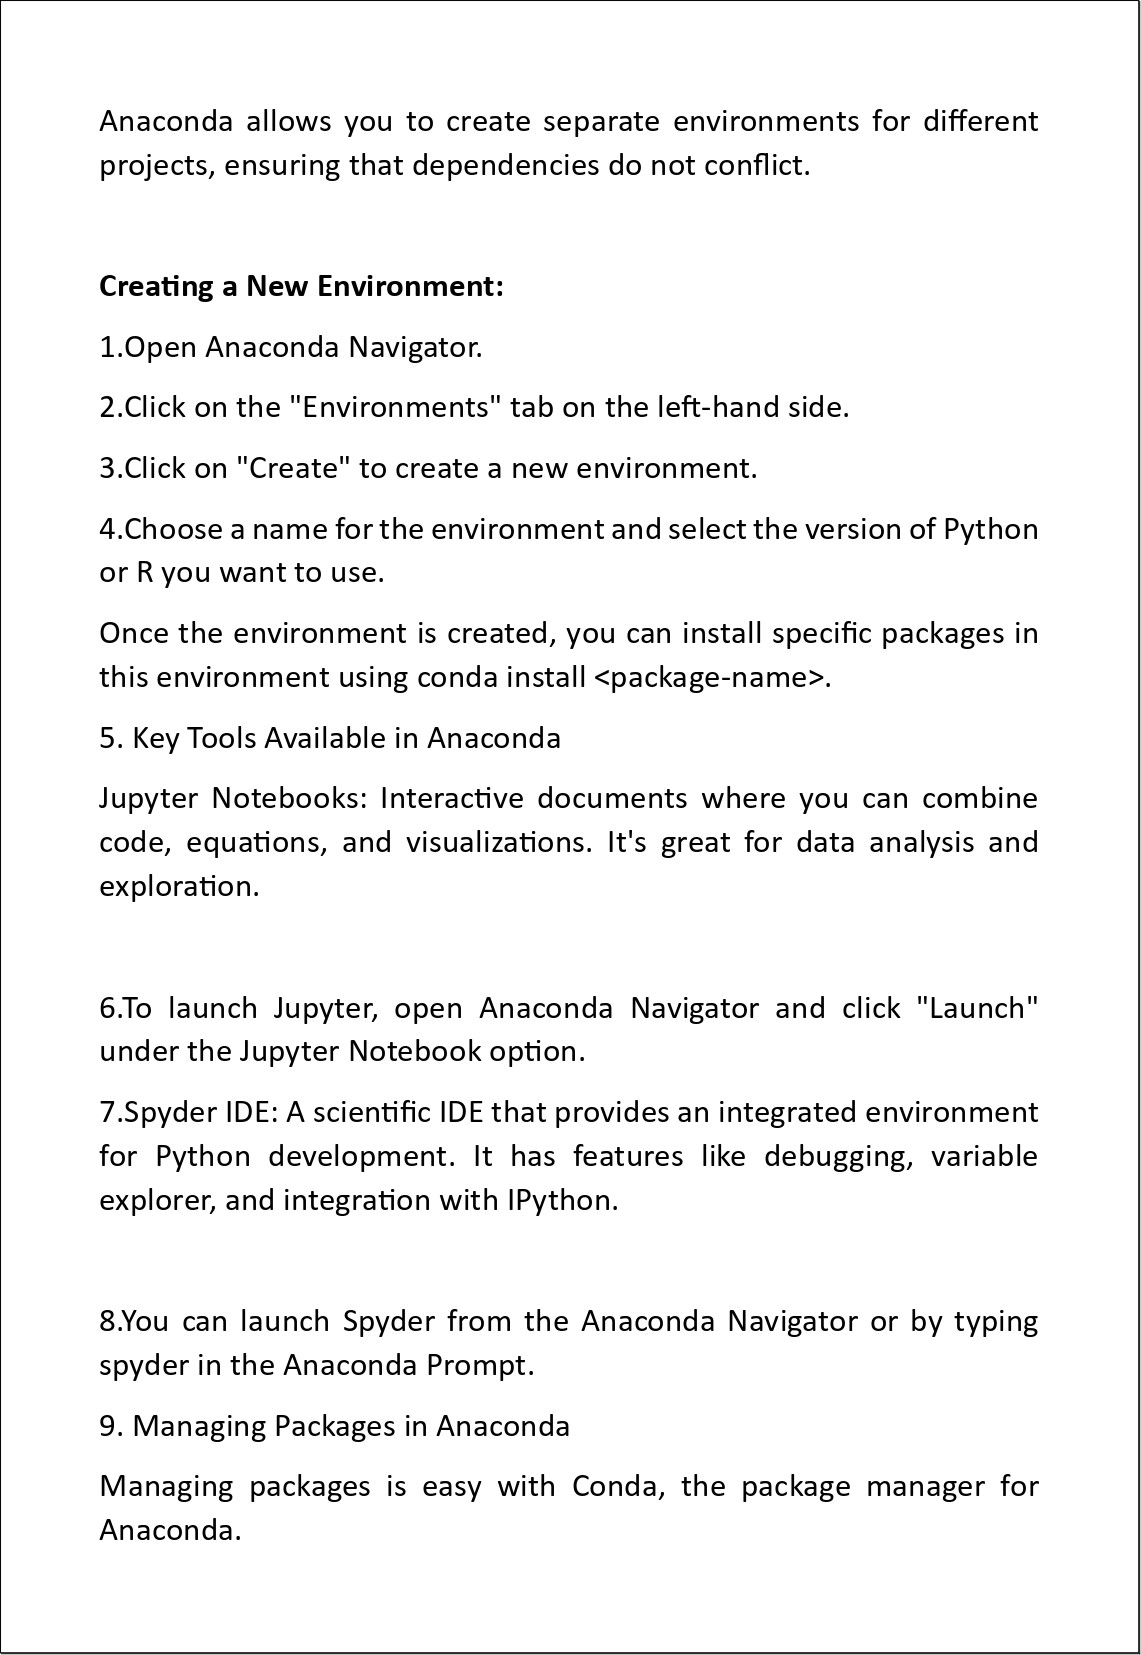 Anaconda allows you to create separate environments for different
projects, ensuring that dependencies do not conflict.
Creating a New Environment:
1.Open Anaconda Navigator.
2.Click on the "Environments" tab on the left-hand side.
3.Click on "Create" to create a new environment.
4.Choose a name for the environment and select the version of Python
or R you want to use.
Once the environment is created, you can install specific packages in
this environment using conda install <package-name>.
5. Key Tools Available in Anaconda
Jupyter Notebooks: Interactive documents where you can combine
code, equations, and visualizations. It's great for data analysis and
exploration.
6.To launch Jupyter, open Anaconda Navigator and click "Launch"
under the Jupyter Notebook option.
7.Spyder IDE: A scientific IDE that provides an integrated environment
for Python development. It has features like debugging, variable
explorer, and integration with IPython.
8.You can launch Spyder from the Anaconda Navigator or by typing
spyder in the Anaconda Prompt.
9. Managing Packages in Anaconda
Managing packages is easy with Conda, the package manager for
Anaconda.